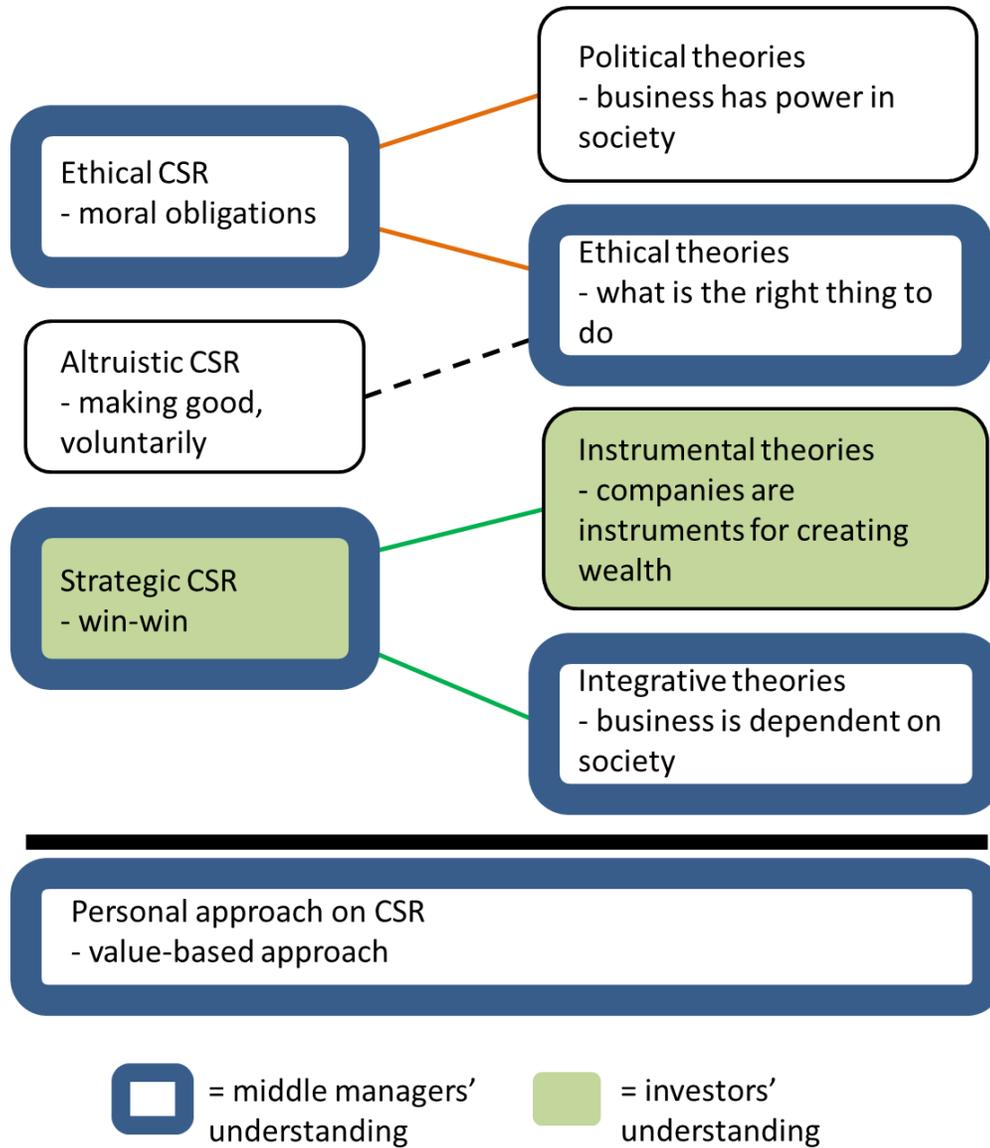 Political theories
- business has power in
society
Ethical CSR
- moral obligations
Ethical theories
- what is the right thing to
do
Altruistic CSR
- making good,
voluntarily
Instrumental theories
- companies are
instruments for creating
wealth
Strategic CSR
- win-win
Integrative theories
- business is dependent on
society
Personal approach on CSR
- value-based approach
= middle managers’
understanding
= investors’
understanding